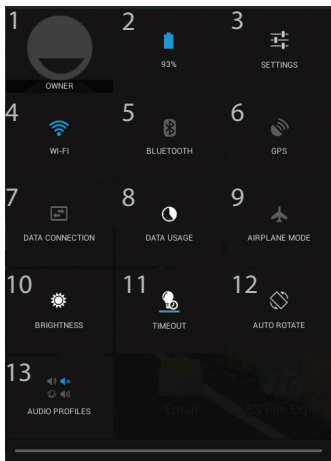 1
2
3
OWNER
93%
SETTINGS
4
5
6
WI-FI
BLUETOOTH
GPS
7
8
9
DATA CONNECTION
DATA USAGE
AIRPLANE MODE
10
11
12
BRIGHTNESS
TIMEOUT
AUTO ROTATE
13
AUDIO PROFILES
Email
ES File Expl